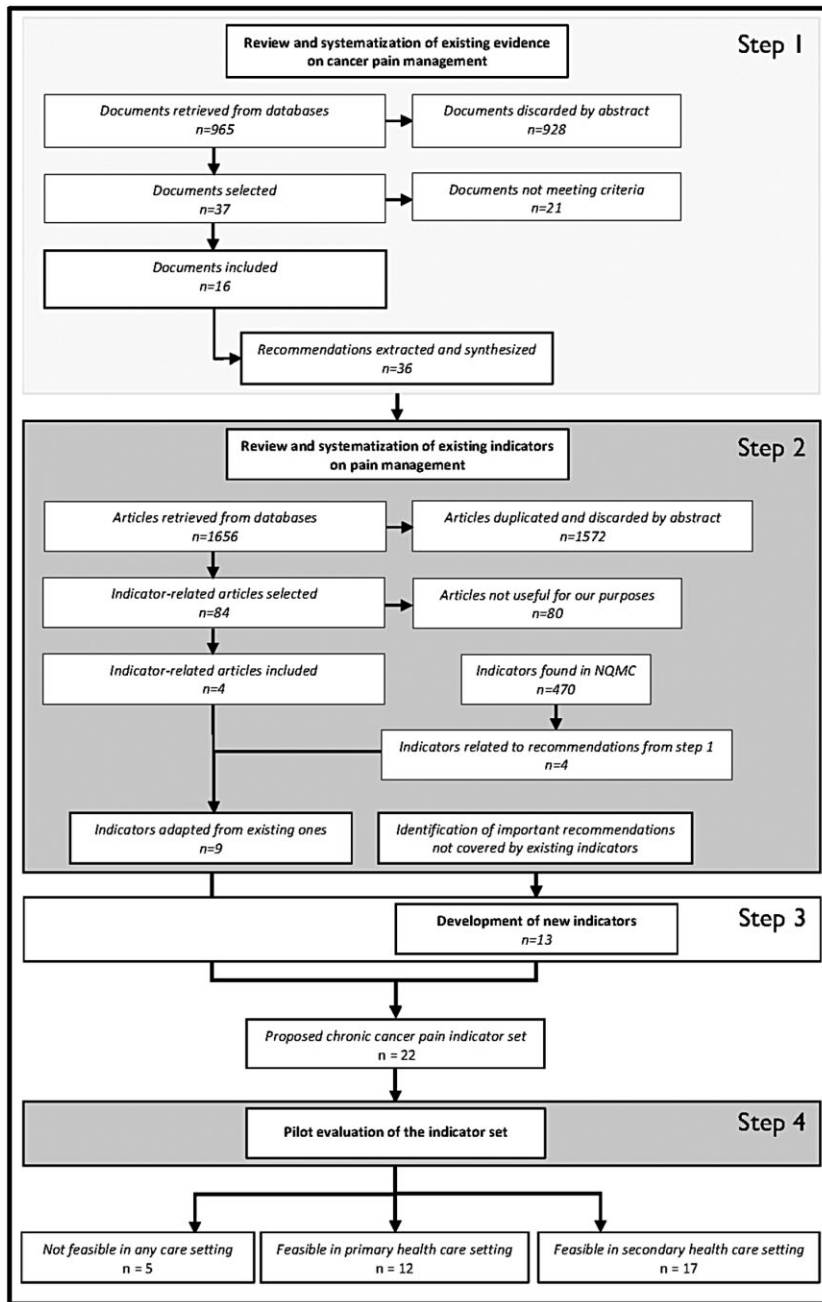 Step 1
Review and systematization of existing evidence
on cancer pain management
Documents retrieved from databases
n=965
Documents discarded by abstract
n=928
Documents selected
n=37
Documents not meeting criteria
n=21
Documents included
n=16
Recommendations extracted and synthesized
n=36
Step 2
Review and systematization of existing indicators
on pain management
Articles retrieved from databases
n=1656
Articles duplicated and discarded by abstract
n=1572
Indicator-related articles selected
n=84
Articles not useful for our purposes
n=80
Indicator-related articles included
n=4
Indicators found in NQMC
n=470
Indicators related to recommendations from step 1
n=4
Indicators adapted from existing ones
n=9
Identification of important recommendations
not covered by existing indicators
Step 3
Development of new indicators
n=13
Proposed chronic cancer pain indicator set
n = 22
Step 4
Pilot evaluation of the indicator set
Not feasible in any care setting
n = 5
Feasible in primary health care setting
n = 12
Feasible in secondary health care setting
n = 17